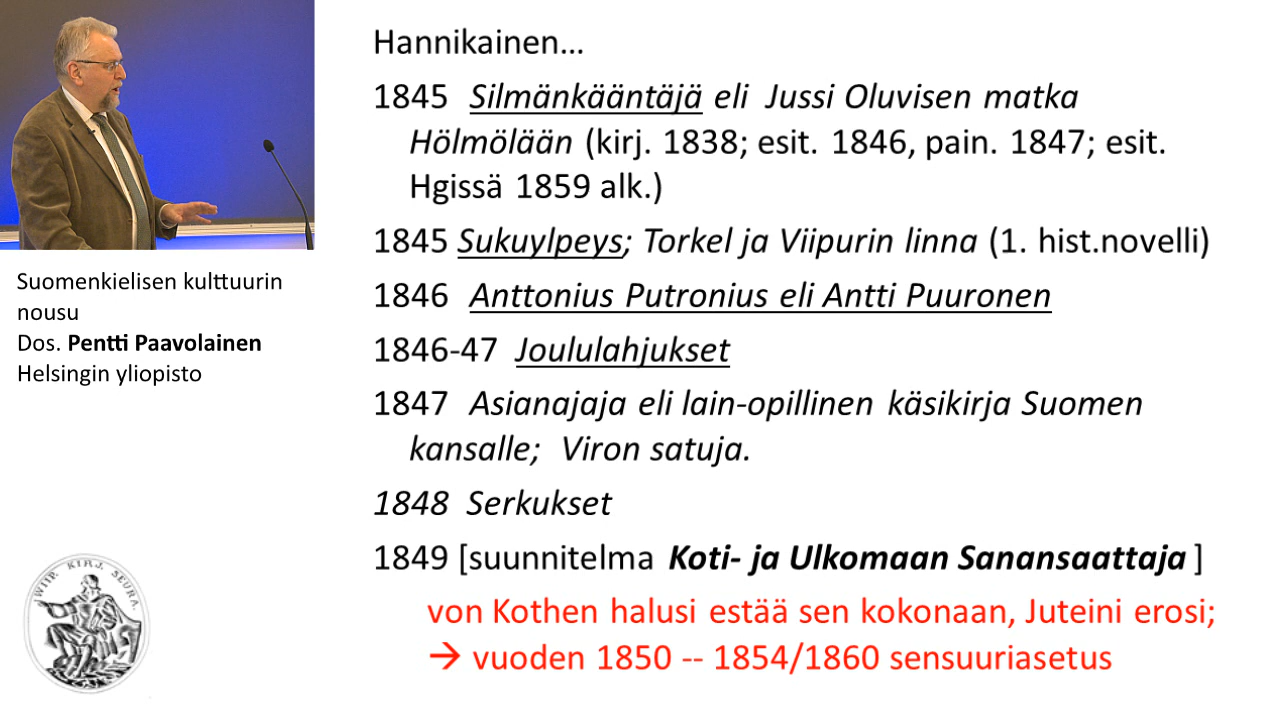 Hannikainen...
1845 Silmänkääntäjä eli Jussi Oluvisen matka
Hölmölään (kirj. 1838; esit. 1846, pain. 1847; esit.
Hgissä 1859 alk.)
1845 Sukuylpeys; Torkel ja Viipurin linna (1. hist.novelli)
1846 Anttonius Putronius eli Antti Puuronen
1846-47 Joululahjukset
1847 Asianajaja eli lain-opillinen käsikirja Suomen
kansalle; Viron satuja.
1848 Serkukset
1849 [suunnitelma Koti- ja Ulkomaan Sanansaattaja ]
von Kothen halusi estää sen kokonaan, Juteini erosi;
→ vuoden 1850 -- 1854/1860 sensuuriasetus
Suomenkielisen kulttuurin
nousu
Dos. Pentti Paavolainen
Helsingin yliopisto
WIIP. KIRJ. SEURA.